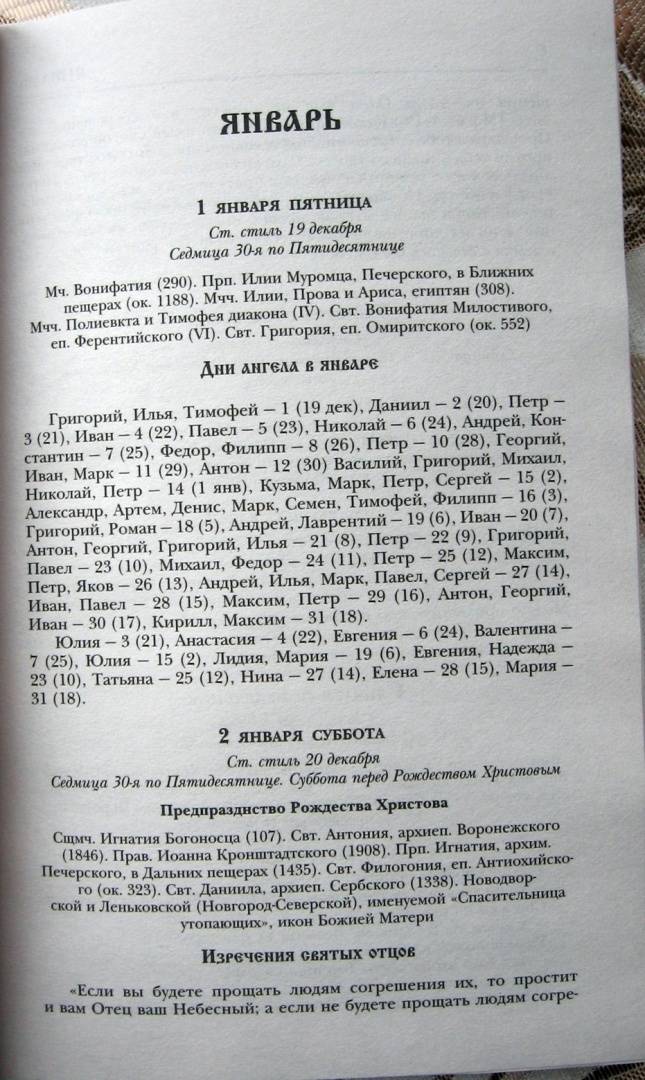 ЯНВАРЬ
1 ЯНВАРЯ ПЯТНИЦА
Ст. стиль 19 декабря
Седмица 30-я по Пятидесятнице
Мч. Вонифатия (290). Прп. Илии Муромца, Печерского, в Ближних
пещерах (ок. 1188). Мчч. Илии, Прова и Ариса, египтян (308).
Мчч. Полиевкта и Тимофея диакона (IV). Свт. Вонифатия Милостивого,
еп. Ферентийского (VI). Свт. Григория, еп. Омиритского (ок. 552)
Дни ангела в январе
Григорий, Илья, Тимофей – 1 (19 дек), Даниил – 2 (20), Петр –
3 (21), Иван – 4 (22), Павел – 5 (23), Николай – 6 (24), Андрей, Кон-
стантин – 7 (25), Федор, Филипп – 8 (26), Петр – 10 (28), Георгий,
Иван, Марк – 11 (29), Антон – 12 (30) Василий, Григорий, Михаил,
Николай, Петр – 14 (1 янв), Кузьма, Марк, Петр, Сергей – 15 (2),
Александр, Артем, Денис, Марк, Семен, Тимофей, Филипп – 16 (3),
Григорий, Роман – 18 (5), Андрей, Лаврентий – 19 (6), Иван – 20 (7),
Антон, Георгий, Григорий, Илья – 21 (8), Петр – 22 (9), Григорий,
Павел – 23 (10), Михаил, Федор – 24 (11), Петр – 25 (12), Максим,
Петр, Яков – 26 (13), Андрей, Илья, Марк, Павел, Сергей – 27 (14),
Иван, Павел – 28 (15), Максим, Петр – 29 (16), Антон, Георгий,
Иван – 30 (17), Кирилл, Максим – 31 (18).
Юлия – 3 (21), Анастасия – 4 (22), Евгения – 6 (24), Валентина –
7 (25), Юлия – 15 (2), Лидия, Мария – 19 (6), Евгения, Надежда –
23 (10), Татьяна – 25 (12), Нина – 27 (14), Елена – 28 (15), Мария –
31 (18).
2 ЯНВАРЯ СУББОТА
Ст. стиль 20 декабря
Седмица 30-я по Пятидесятнице. Суббота перед Рождеством Христовым
Предпразднство Рождества Христова
Сщмч. Игнатия Богоносца (107). Свт. Антония, архиеп. Воронежского
(1846). Прав. Иоанна Кронштадтского (1908). Прп. Игнатия, архим.
Печерского, в Дальних пещерах (1435). Свт. Филогония, еп. Антиохийско-
го (ок. 323). Свт. Даниила, архиеп. Сербского (1338). Новодвор-
ской и Леньковской (Новгород-Северской), именуемой «Спасительница
утопающих», икон Божией Матери
Изречения святых отцов
«Если вы будете прощать людям согрешения их, то простит
и вам Отец ваш Небесный; а если не будете прощать людям согре-